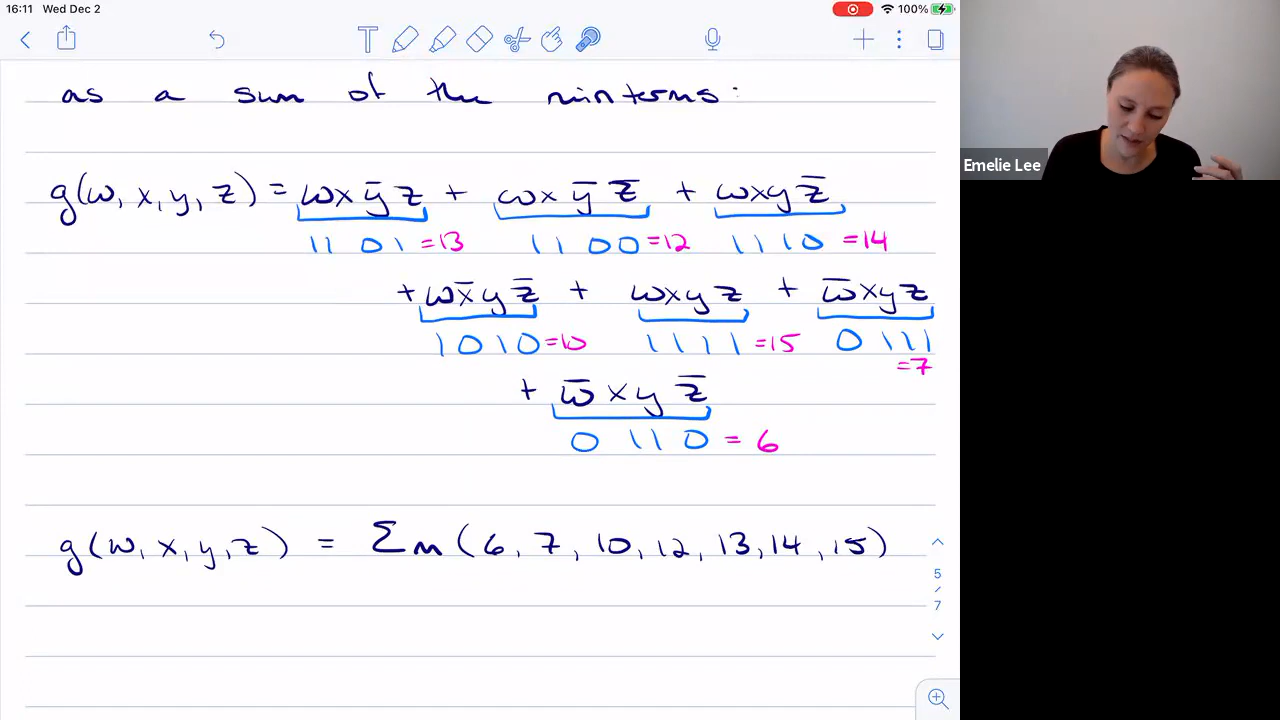 16:11 Wed Dec 2 100%
as a sum of the minterms:
g(w, x, y, z) = wxy̅z + wxy̅z̅ + wxyz̅
1101 =13 1100 =12 1110 =14
+ wx̅yz̅ + wxyz + w̅xyz
1010 =10 1111 =15 0111
=7
+ w̅xyz̅
0110 = 6
g(w, x, y, z) = Σm(6, 7, 10, 12, 13, 14, 15)
5
/
7
Emelie Lee